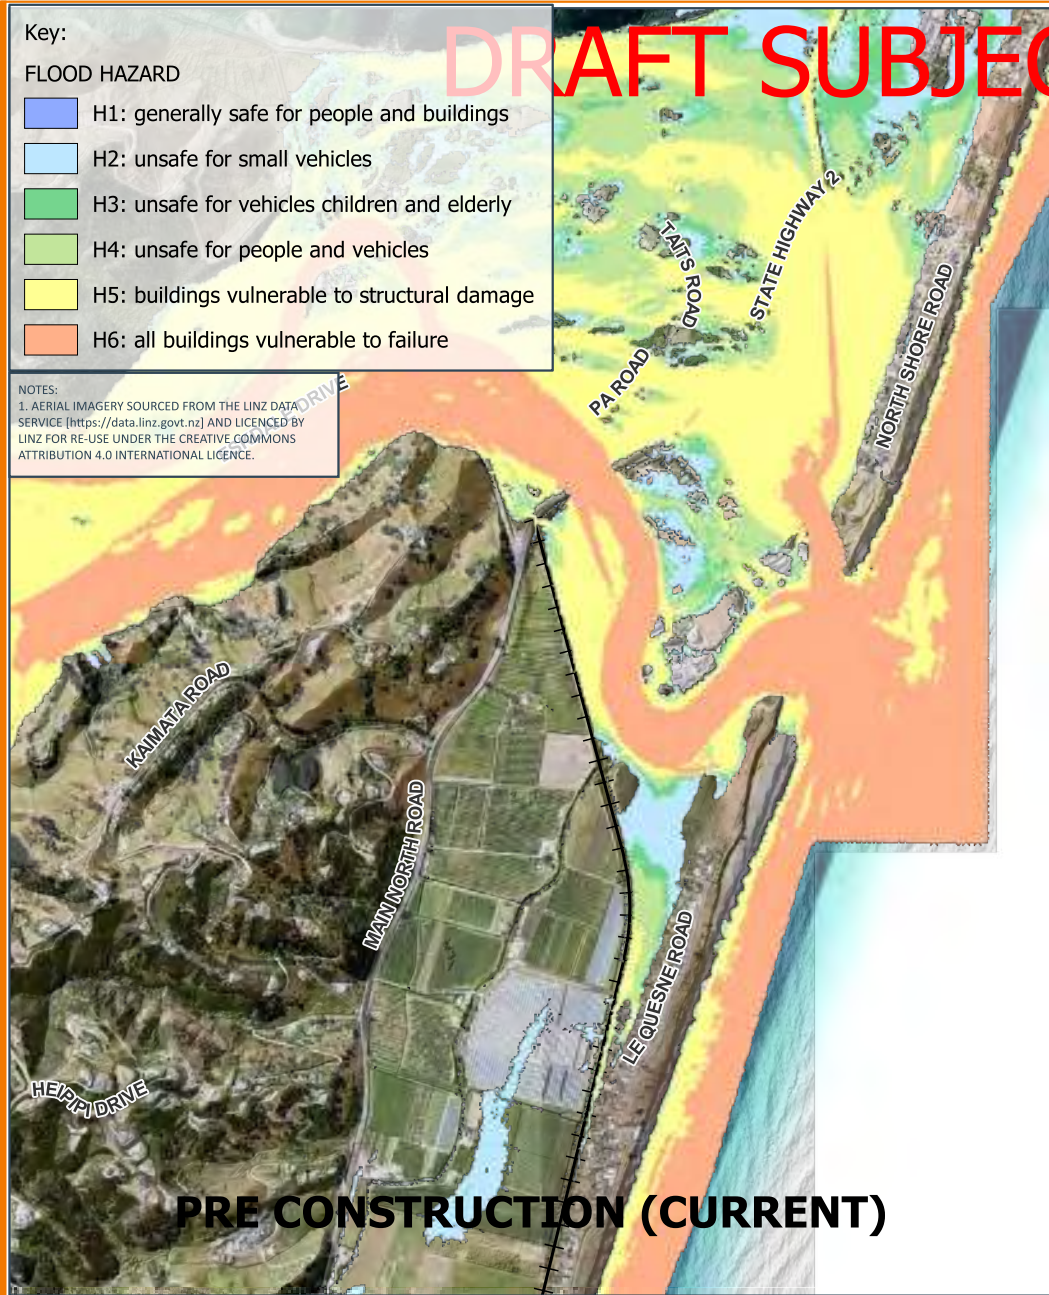 Key:
DRAFT SUBJEC
FLOOD HAZARD
H1: generally safe for people and buildings
H2: unsafe for small vehicles
H3: unsafe for vehicles children and elderly
H4: unsafe for people and vehicles
H5: buildings vulnerable to structural damage
H6: all buildings vulnerable to failure
STATE HIGHWAY 2
TAITS ROAD
NORTH SHORE ROAD
PA ROAD
DRIVE
NOTES:
1. AERIAL IMAGERY SOURCED FROM THE LINZ DATA
SERVICE [https://data.linz.govt.nz] AND LICENCED BY
LINZ FOR RE-USE UNDER THE CREATIVE COMMONS
ATTRIBUTION 4.0 INTERNATIONAL LICENCE.
KAIMATA ROAD
MAIN NORTH ROAD
LE QUESNE ROAD
HEIPIPI DRIVE
PRE CONSTRUCTION (CURRENT)